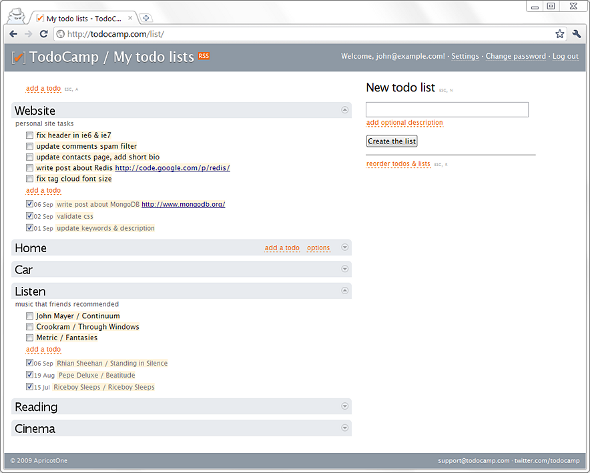 My todo lists - TodoC...
http://todocamp.com/list/
TodoCamp / My todo lists RSS
Welcome, john@example.com! · Settings · Change password · Log out
add a todo
Website
personal site tasks
fix header in ie6 & ie7
update comments spam filter
update contacts page, add short bio
write post about Redis http://code.google.com/p/redis/
fix tag cloud font size
add a todo
06 Sep write post about MongoDB http://www.mongodb.org/
02 Sep validate css
01 Sep update keywords & description
Home add a todo options
Car
Listen
music that friends recommended
John Mayer / Continuum
Crookram / Through Windows
Metric / Fantasies
add a todo
06 Sep Rhian Sheehan / Standing in Silence
19 Aug Pepe Deluxe / Beatitude
15 Jul Riceboy Sleeps / Riceboy Sleeps
Reading
Cinema
New todo list
add optional description
Create the list
reorder todos & lists
© 2009 ApricotOne
support@todocamp.com · twitter.com/todocamp